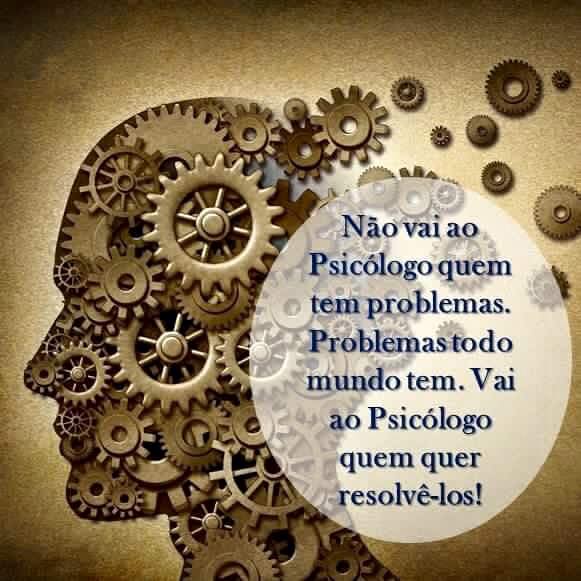 Não vai ao
Psicólogo quem
tem problemas.
Problemas todo
mundo tem. Vai
ao Psicólogo
quem quer
resolvê-los!